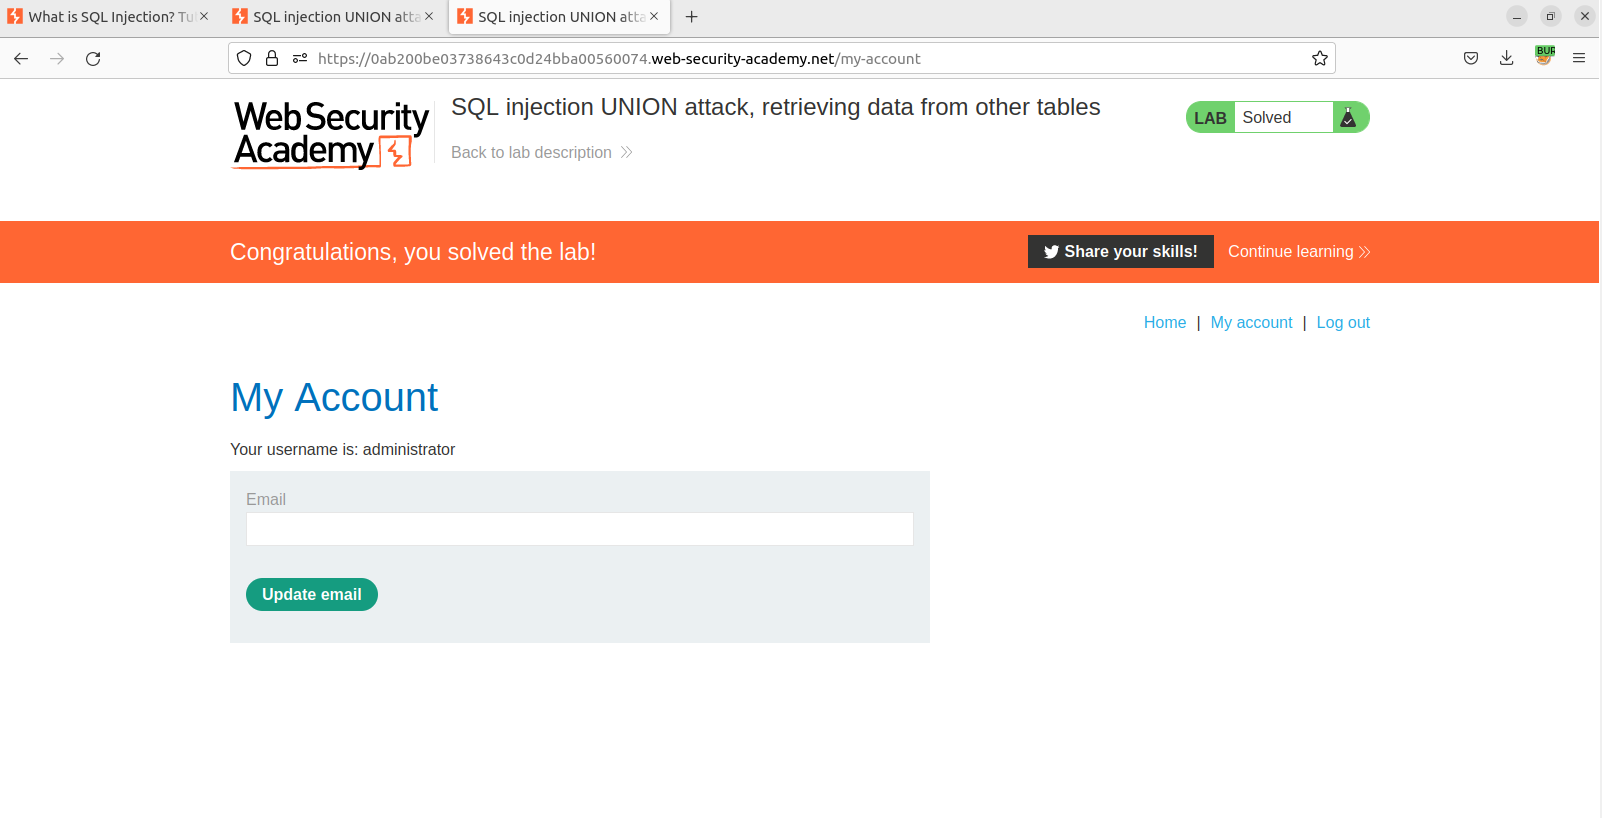 What is SQL Injection? Tu
SQL injection UNION atta
SQL injection UNION atta
BUR
https://0ab200be03738643c0d24bba00560074.web-security-academy.net/my-account
Web Security
Academy
SQL injection UNION attack, retrieving data from other tables
Back to lab description
LAB Solved
Congratulations, you solved the lab!
Share your skills!
Continue learning
Home | My account | Log out
My Account
Your username is: administrator
Email
Update email